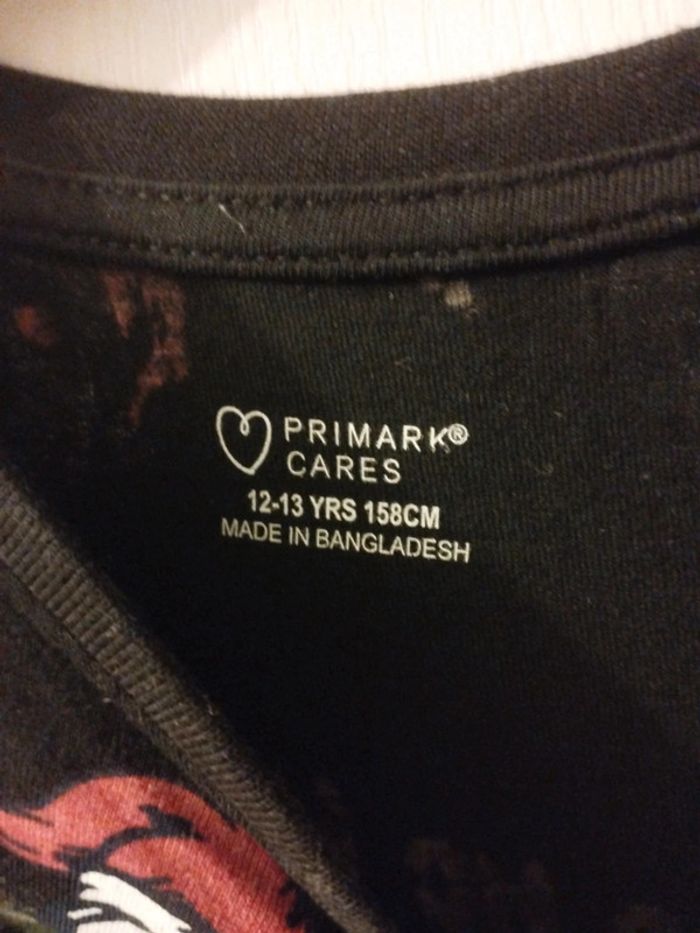 PRIMARK®
CARES
12-13 YRS 158CM
MADE IN BANGLADESH